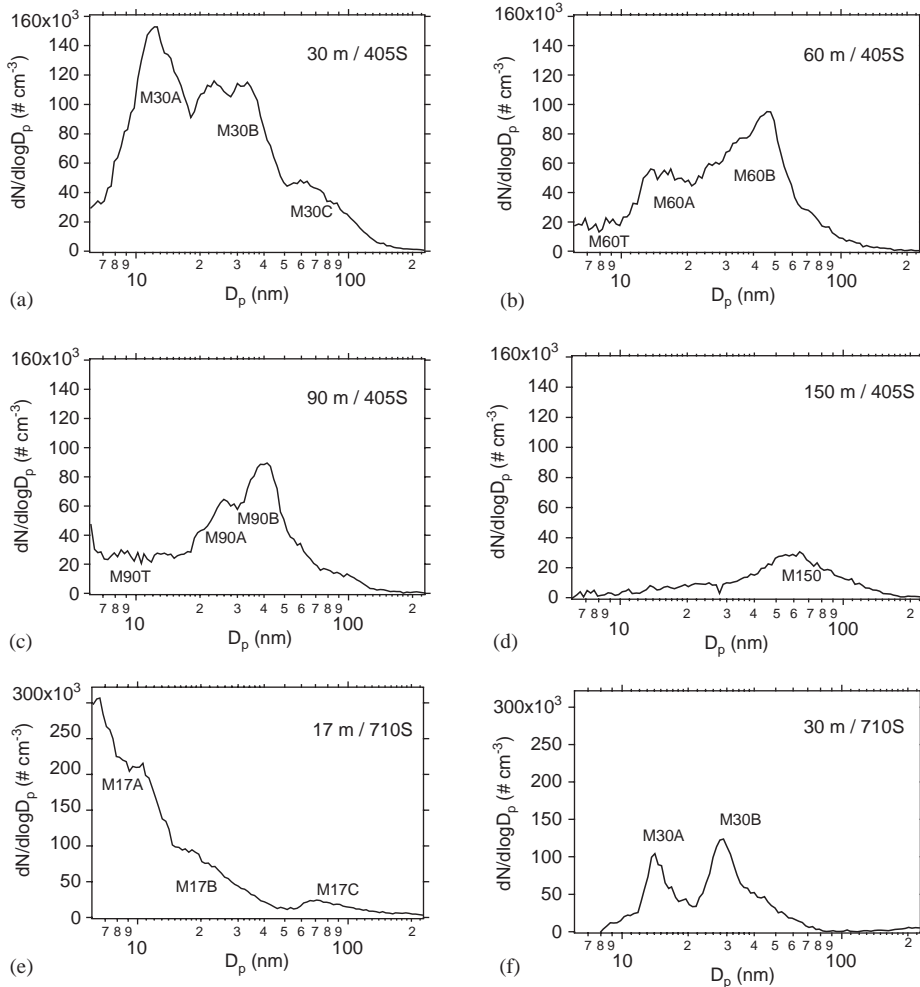 160x10³
140
120
100
80
60
40
20
0
dN/dlogDₚ (# cm⁻³)
30 m / 405S
M30A
M30B
M30C
7 8 9 2 3 4 5 6 7 8 9 2
10 100
(a) Dₚ (nm)
160x10³
140
120
100
80
60
40
20
0
dN/dlogDₚ (# cm⁻³)
60 m / 405S
M60T
M60A
M60B
7 8 9 2 3 4 5 6 7 8 9 2
10 100
(b) Dₚ (nm)
160x10³
140
120
100
80
60
40
20
0
dN/dlogDₚ (# cm⁻³)
90 m / 405S
M90T
M90A
M90B
7 8 9 2 3 4 5 6 7 8 9 2
10 100
(c) Dₚ (nm)
160x10³
140
120
100
80
60
40
20
0
dN/dlogDₚ (# cm⁻³)
150 m / 405S
M150
7 8 9 2 3 4 5 6 7 8 9 2
10 100
(d) Dₚ (nm)
300x10³
250
200
150
100
50
0
dN/dlogDₚ (# cm⁻³)
17 m / 710S
M17A
M17B
M17C
7 8 9 2 3 4 5 6 7 8 9 2
10 100
(e) Dₚ (nm)
300x10³
250
200
150
100
50
0
dN/dlogDₚ (# cm⁻³)
30 m / 710S
M30A
M30B
7 8 9 2 3 4 5 6 7 8 9 2
10 100
(f) Dₚ (nm)